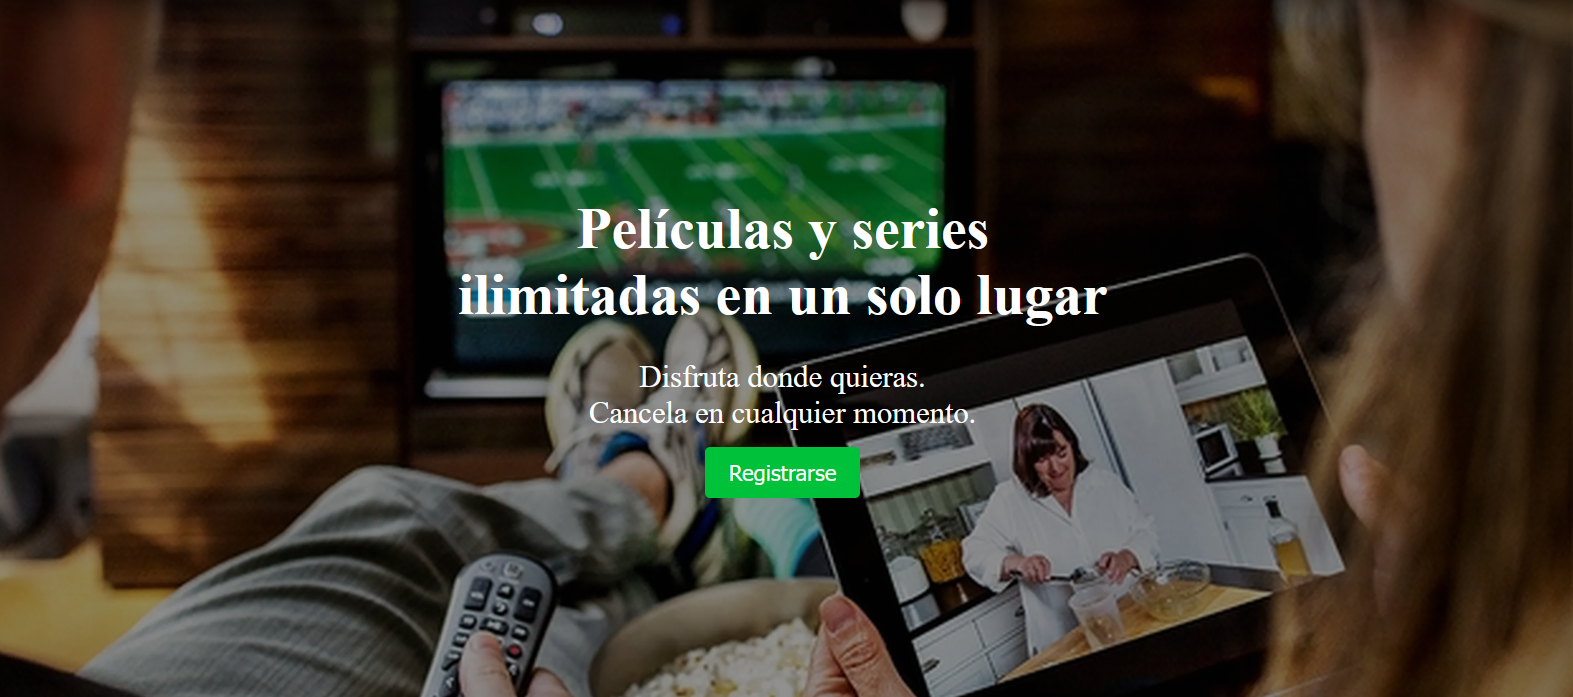 Películas y series
ilimitadas en un solo lugar
Disfruta donde quieras.
Cancela en cualquier momento.
Registrarse